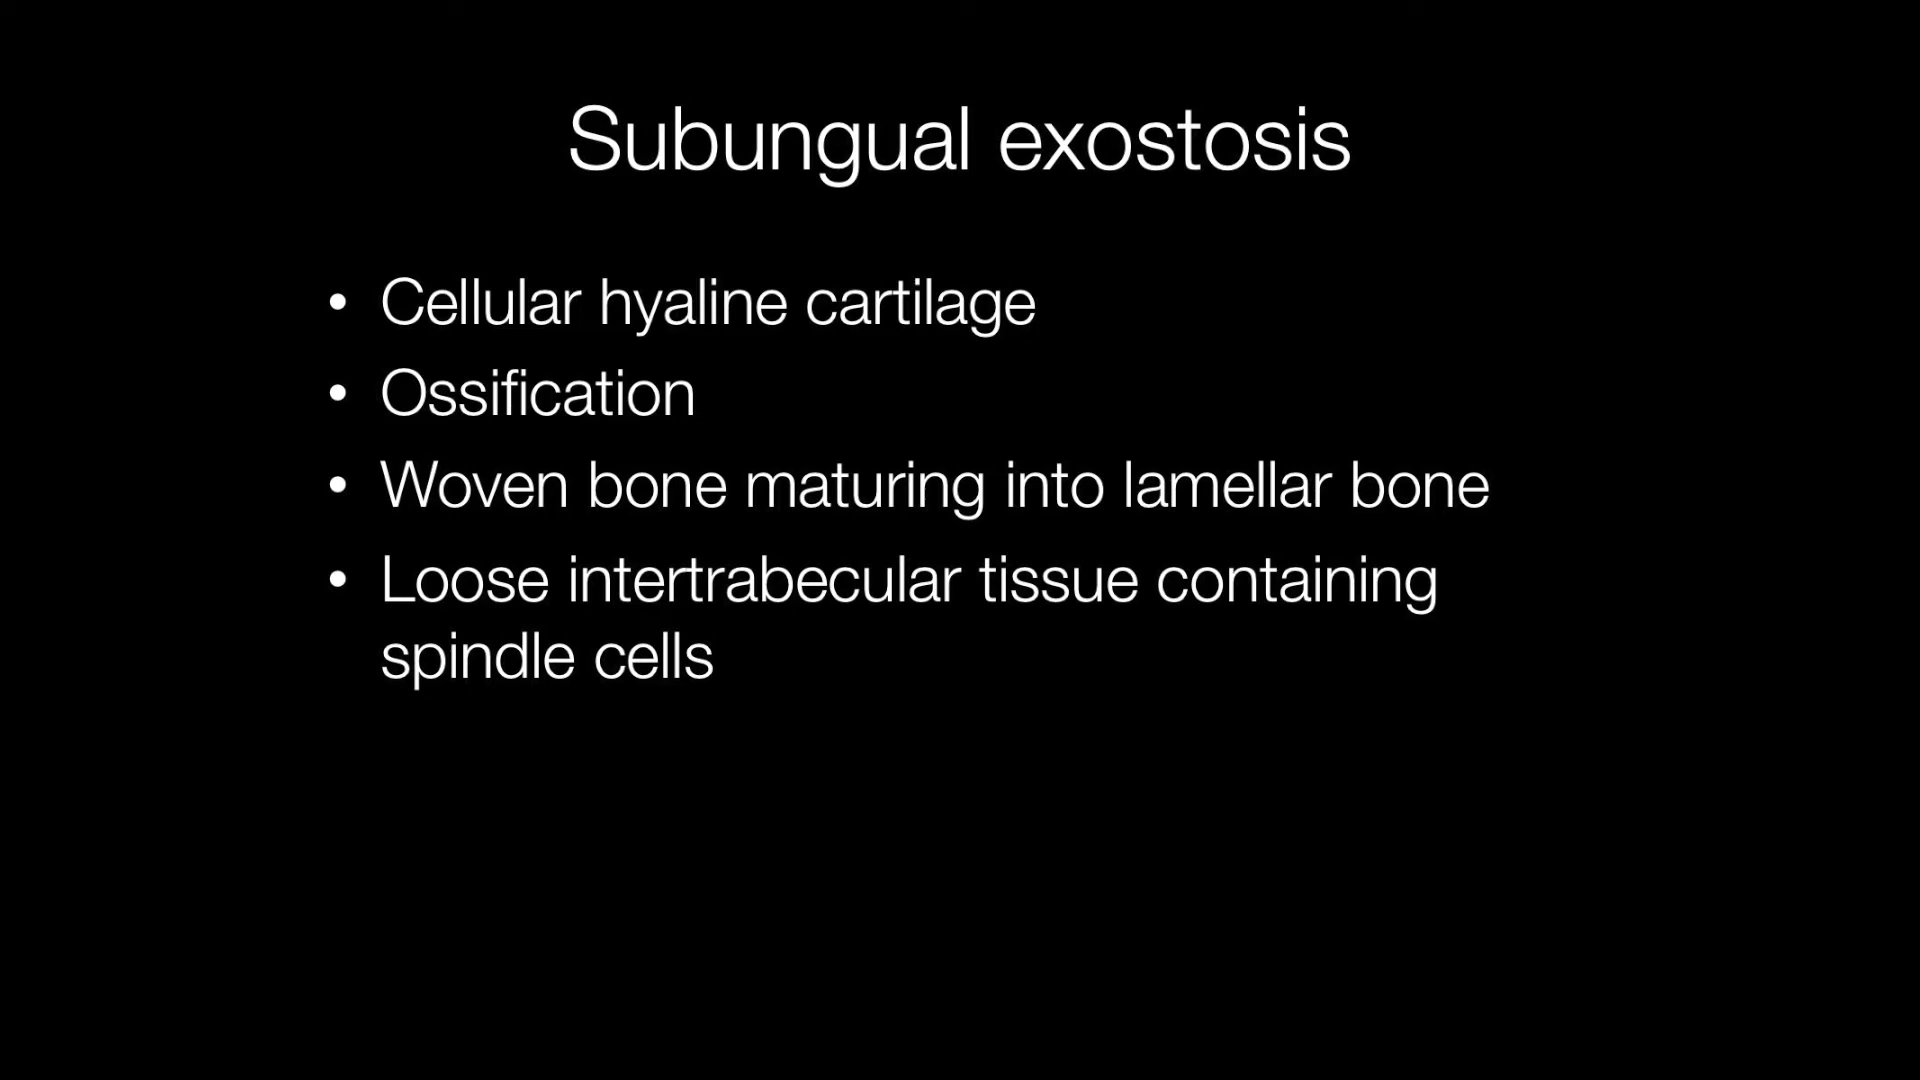 Subungual exostosis
• Cellular hyaline cartilage
• Ossification
• Woven bone maturing into lamellar bone
• Loose intertrabecular tissue containing
spindle cells